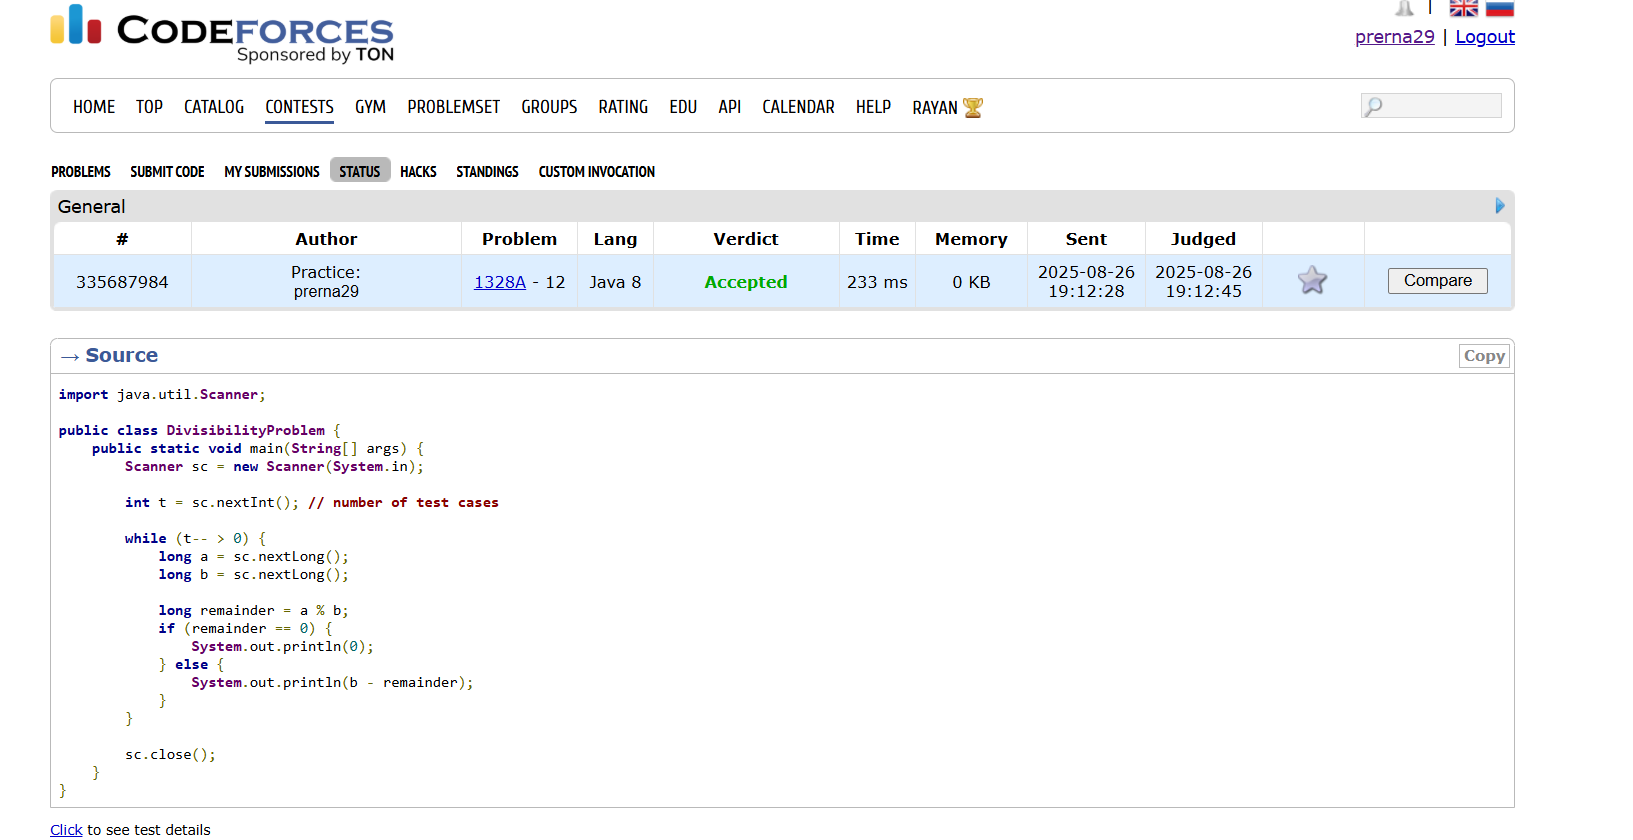 CODEFORCES
Sponsored by TON
|
prerna29 | Logout
HOME TOP CATALOG CONTESTS GYM PROBLEMSET GROUPS RATING EDU API CALENDAR HELP RAYAN
PROBLEMS SUBMIT CODE MY SUBMISSIONS STATUS HACKS STANDINGS CUSTOM INVOCATION
General
# Author Problem Lang Verdict Time Memory Sent Judged
335687984 Practice: prerna29 1328A - 12 Java 8 Accepted 233 ms 0 KB 2025-08-26 19:12:28 2025-08-26 19:12:45 Compare
→ Source Copy
import java.util.Scanner;
public class DivisibilityProblem {
    public static void main(String[] args) {
        Scanner sc = new Scanner(System.in);
        int t = sc.nextInt(); // number of test cases
        while (t-- > 0) {
            long a = sc.nextLong();
            long b = sc.nextLong();
            long remainder = a % b;
            if (remainder == 0) {
                System.out.println(0);
            } else {
                System.out.println(b - remainder);
            }
        }
        sc.close();
    }
}
Click to see test details